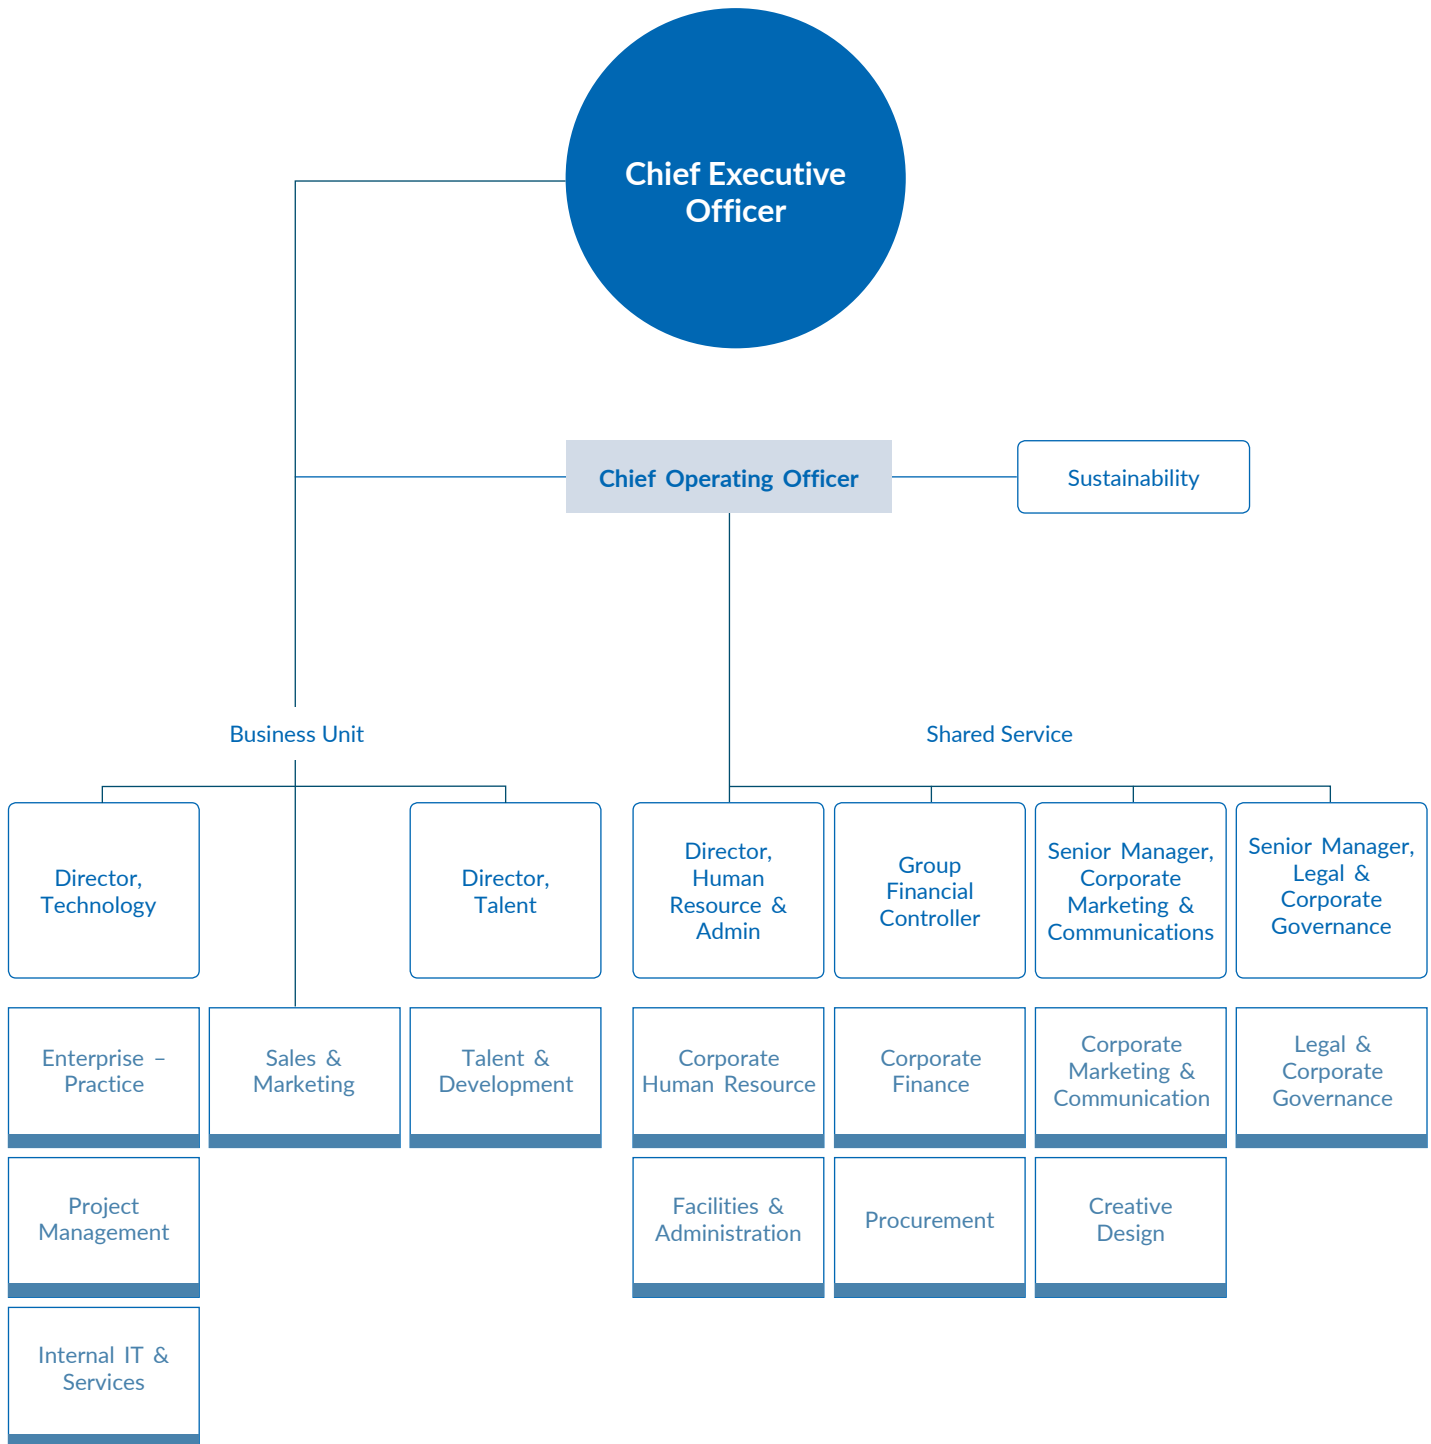 Chief Executive
Officer
Chief Operating Officer
Sustainability
Business Unit
Shared Service
Director,
Technology
Director,
Talent
Director,
Human
Resource &
Admin
Group
Financial
Controller
Senior Manager,
Corporate
Marketing &
Communications
Senior Manager,
Legal &
Corporate
Governance
Enterprise –
Practice
Sales &
Marketing
Talent &
Development
Corporate
Human Resource
Corporate
Finance
Corporate
Marketing &
Communication
Legal &
Corporate
Governance
Project
Management
Facilities &
Administration
Procurement
Creative
Design
Internal IT &
Services